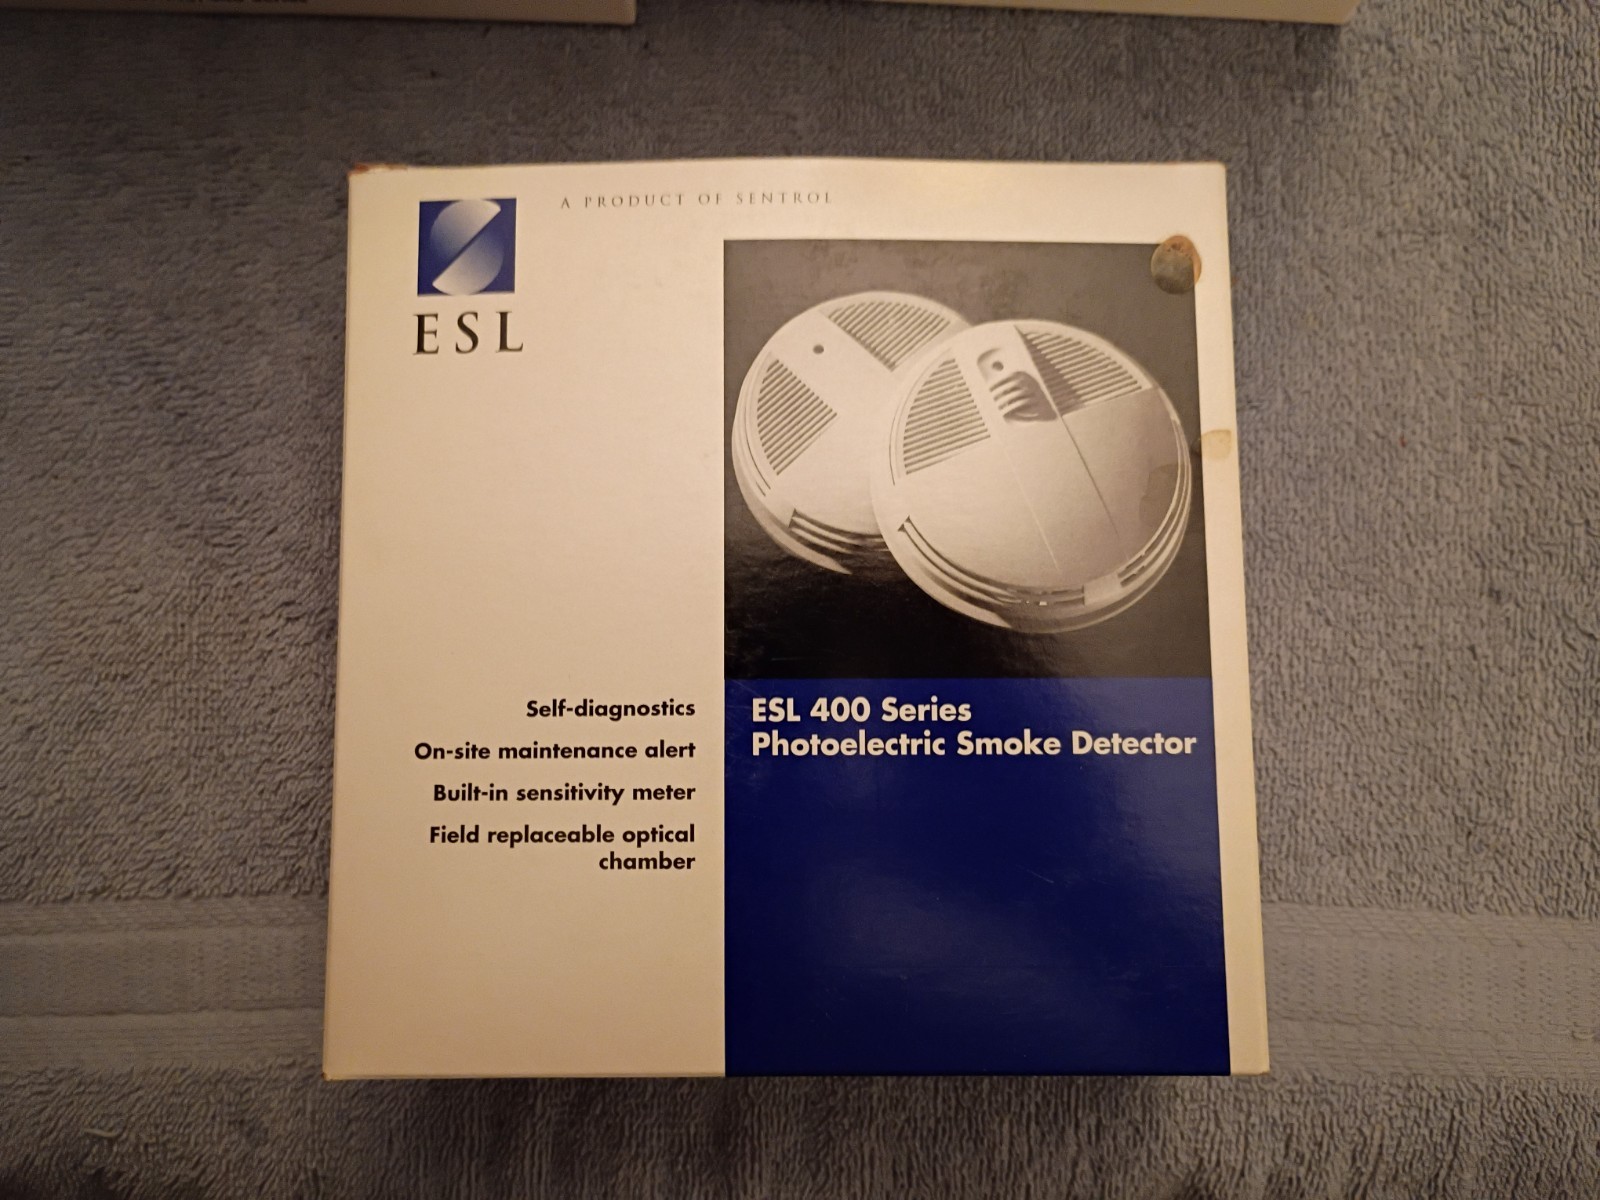 A PRODUCT OF SENTROL
ESL
Self-diagnostics
On-site maintenance alert
Built-in sensitivity meter
Field replaceable optical
chamber
ESL 400 Series
Photoelectric Smoke Detector